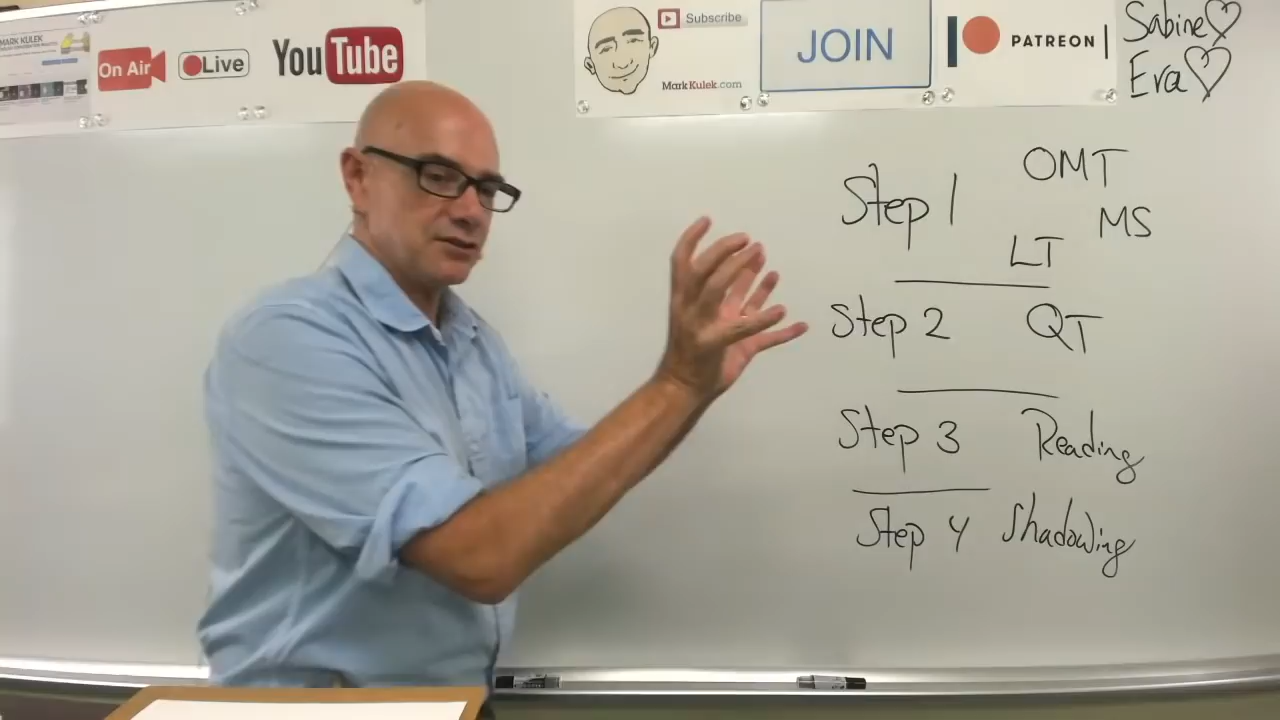 MARK KULEK
On Air
Live
YouTube
Subscribe
MarkKulek.com
JOIN
PATREON
Sabine♡
Eva♡
OMT
Step 1
MS
LT
Step 2 QT
Step 3 Reading
Step 4 Shadowing